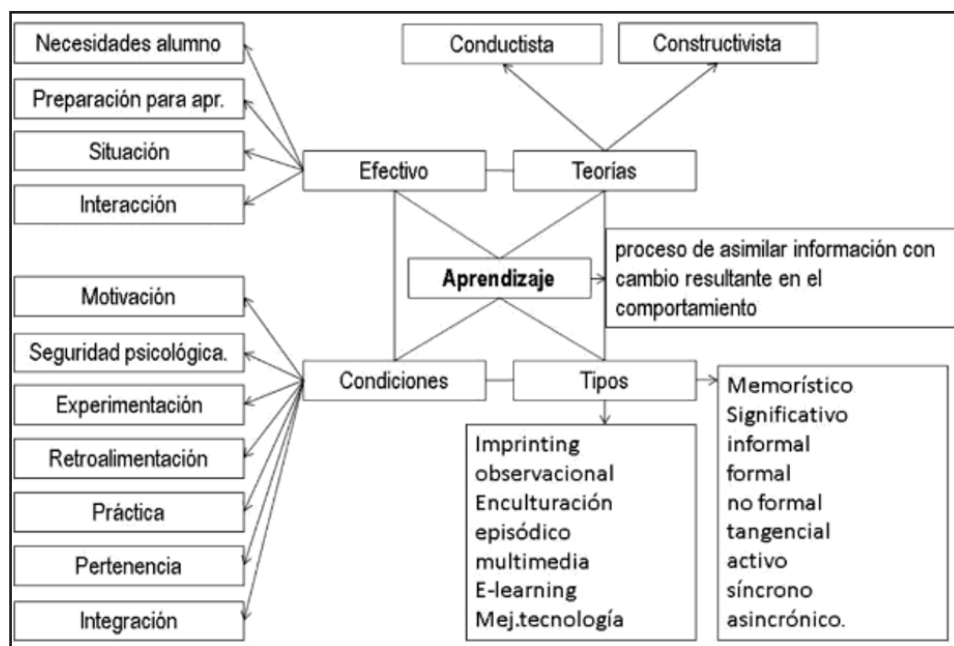 Necesidades alumno
Preparación para apr.
Situación
Interacción
Conductista
Constructivista
Efectivo
Teorías
Aprendizaje
proceso de asimilar información con
cambio resultante en el
comportamiento
Motivación
Seguridad psicológica.
Experimentación
Retroalimentación
Práctica
Pertenencia
Integración
Condiciones
Tipos
Imprinting
observacional
Enculturación
episódico
multimedia
E-learning
Mej.tecnología
Memorístico
Significativo
informal
formal
no formal
tangencial
activo
síncrono
asincrónico.